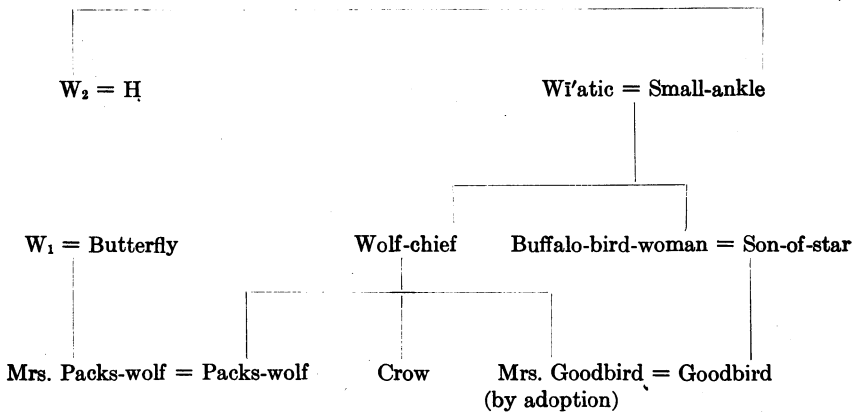 W₂ = H Wī′atic = Small-ankle
W₁ = Butterfly Wolf-chief Buffalo-bird-woman = Son-of-star
Mrs. Packs-wolf = Packs-wolf Crow Mrs. Goodbird = Goodbird
(by adoption)